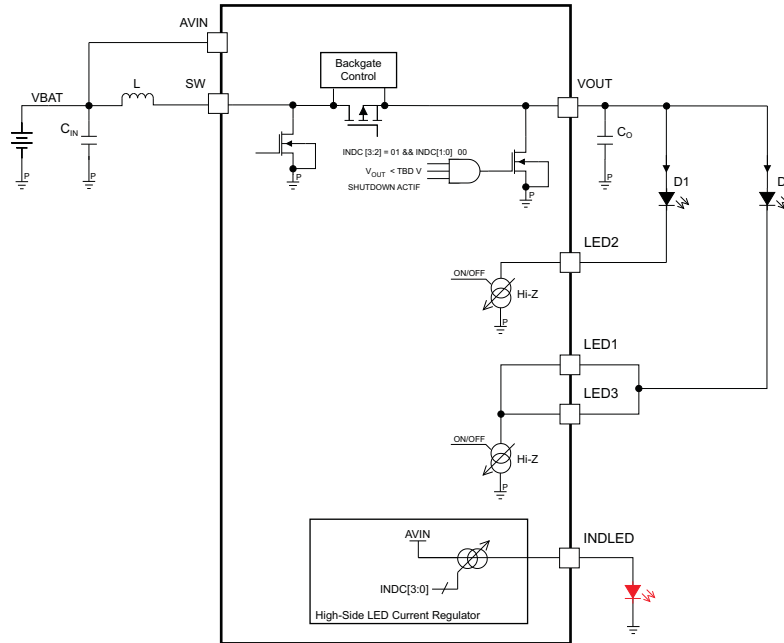 AVIN
Backgate
Control
L
SW
VOUT
VBAT
CIN
P
P
INDC [3:2] = 01 && INDC[1:0] 00
VOUT < TBD V
SHUTDOWN ACTIF
P
P
CO
P
D1
D
LED2
ON/OFF
Hi-Z
P
LED1
LED3
ON/OFF
Hi-Z
P
AVIN
INDC[3:0]
High-Side LED Current Regulator
INDLED